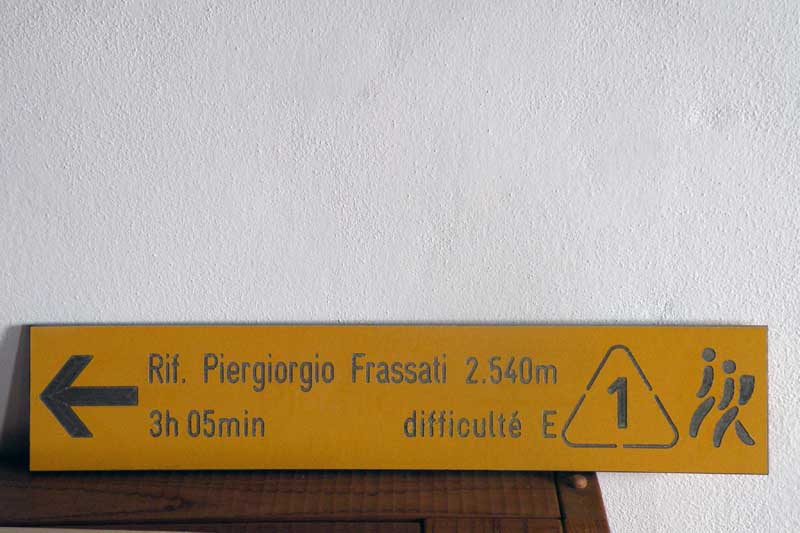 Rif. Piergiorgio Frassati 2.540m
3h 05min difficulté E 1